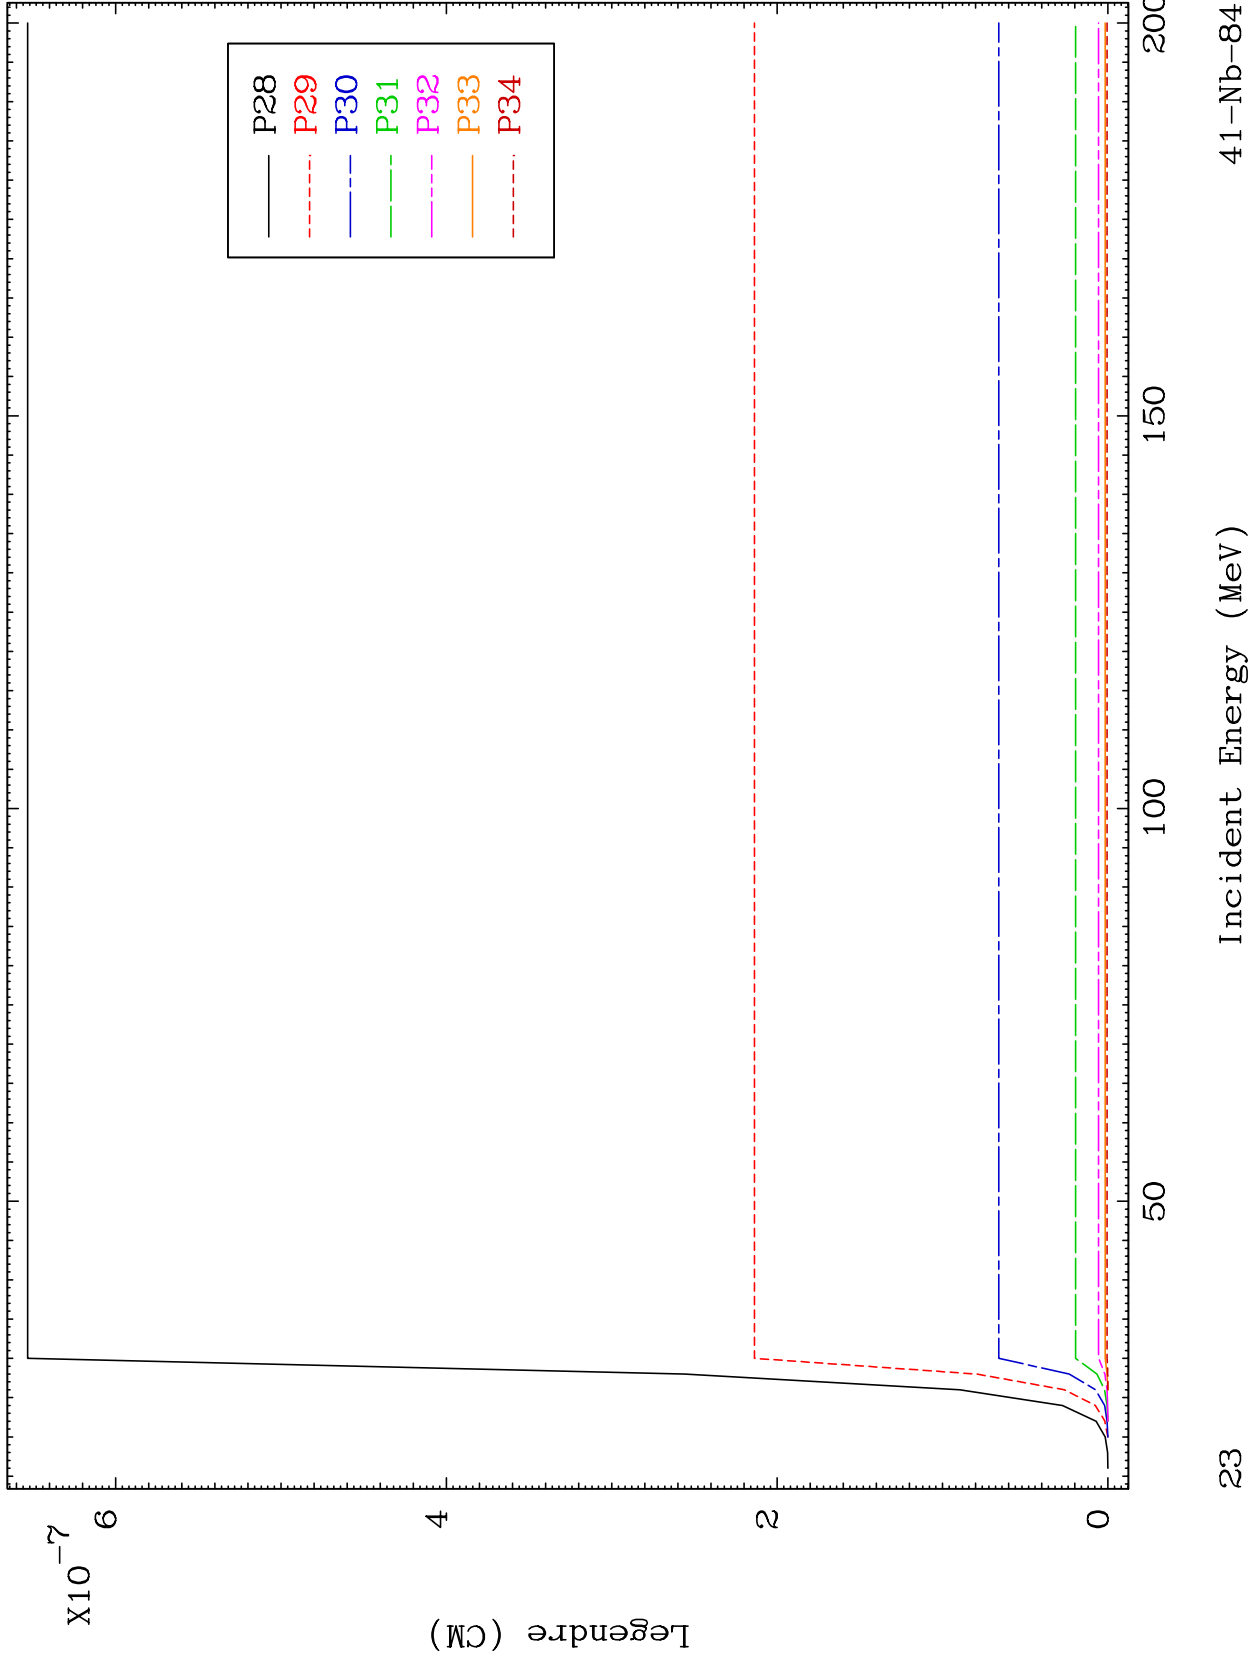 X10⁻⁷
6
4
2
0
Legendre (CM)
P28
P29
P30
P31
P32
P33
P34
50
100
150
200
Incident Energy (MeV)
23
41-Nb-84